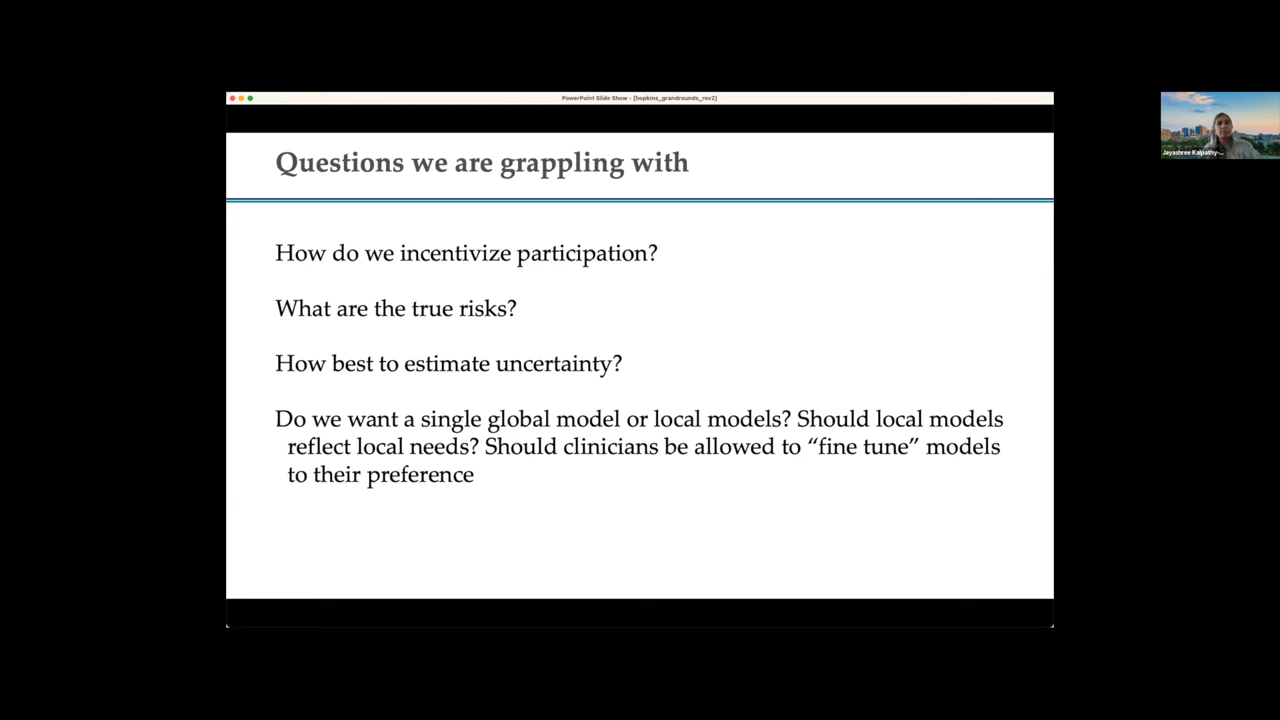 PowerPoint Slide Show - [hopkins_grandrounds_rev2]
Questions we are grappling with
How do we incentivize participation?
What are the true risks?
How best to estimate uncertainty?
Do we want a single global model or local models? Should local models
reflect local needs? Should clinicians be allowed to “fine tune” models
to their preference
Jayashree Kalpathy-...